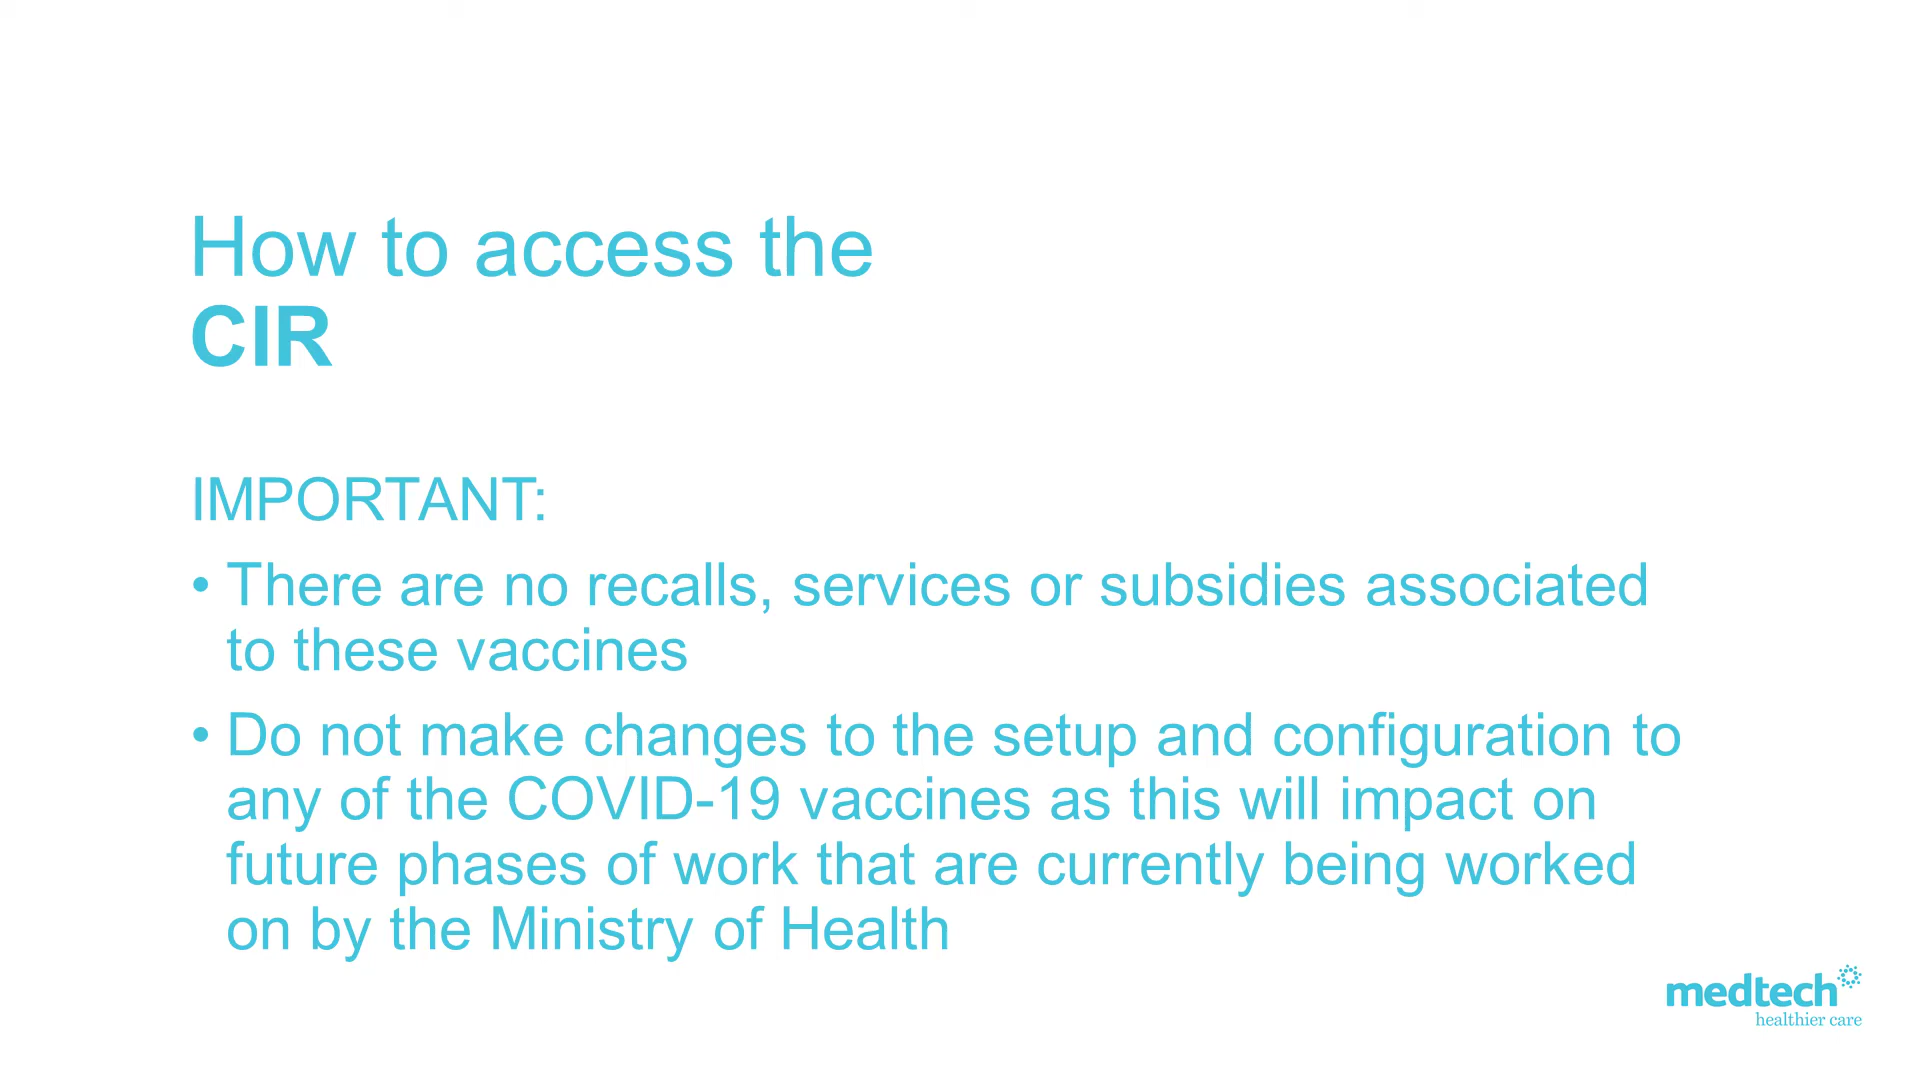 How to access the
CIR
IMPORTANT:
• There are no recalls, services or subsidies associated
to these vaccines
• Do not make changes to the setup and configuration to
any of the COVID-19 vaccines as this will impact on
future phases of work that are currently being worked
on by the Ministry of Health
medtech
healthier care